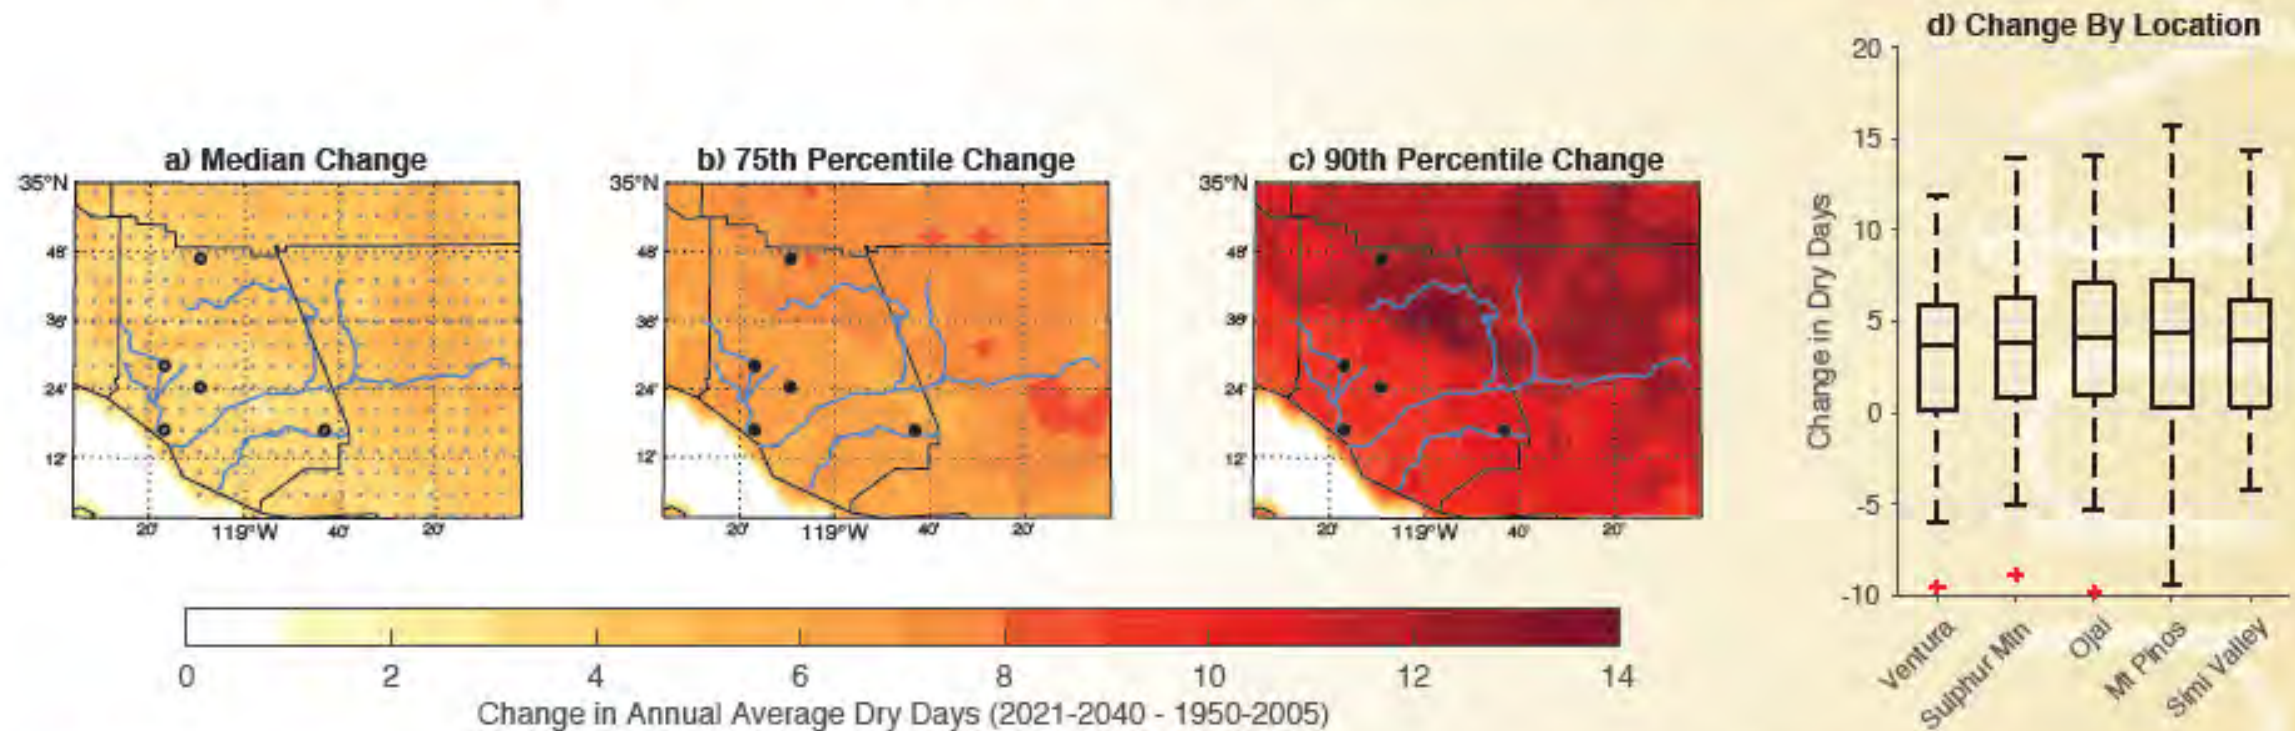 d) Change By Location
a) Median Change
b) 75th Percentile Change
c) 90th Percentile Change
35°N
48'
36'
24'
12'
20'
119°W
40'
20'
35°N
48'
36'
24'
12'
20'
119°W
40'
20'
35°N
48'
36'
24'
12'
20'
119°W
40'
20'
0 2 4 6 8 10 12 14
Change in Annual Average Dry Days (2021-2040 - 1950-2005)
Change in Dry Days
20
15
10
5
0
-5
-10
Ventura
Sulphur Mtn
Ojai
Mt Pinos
Simi Valley